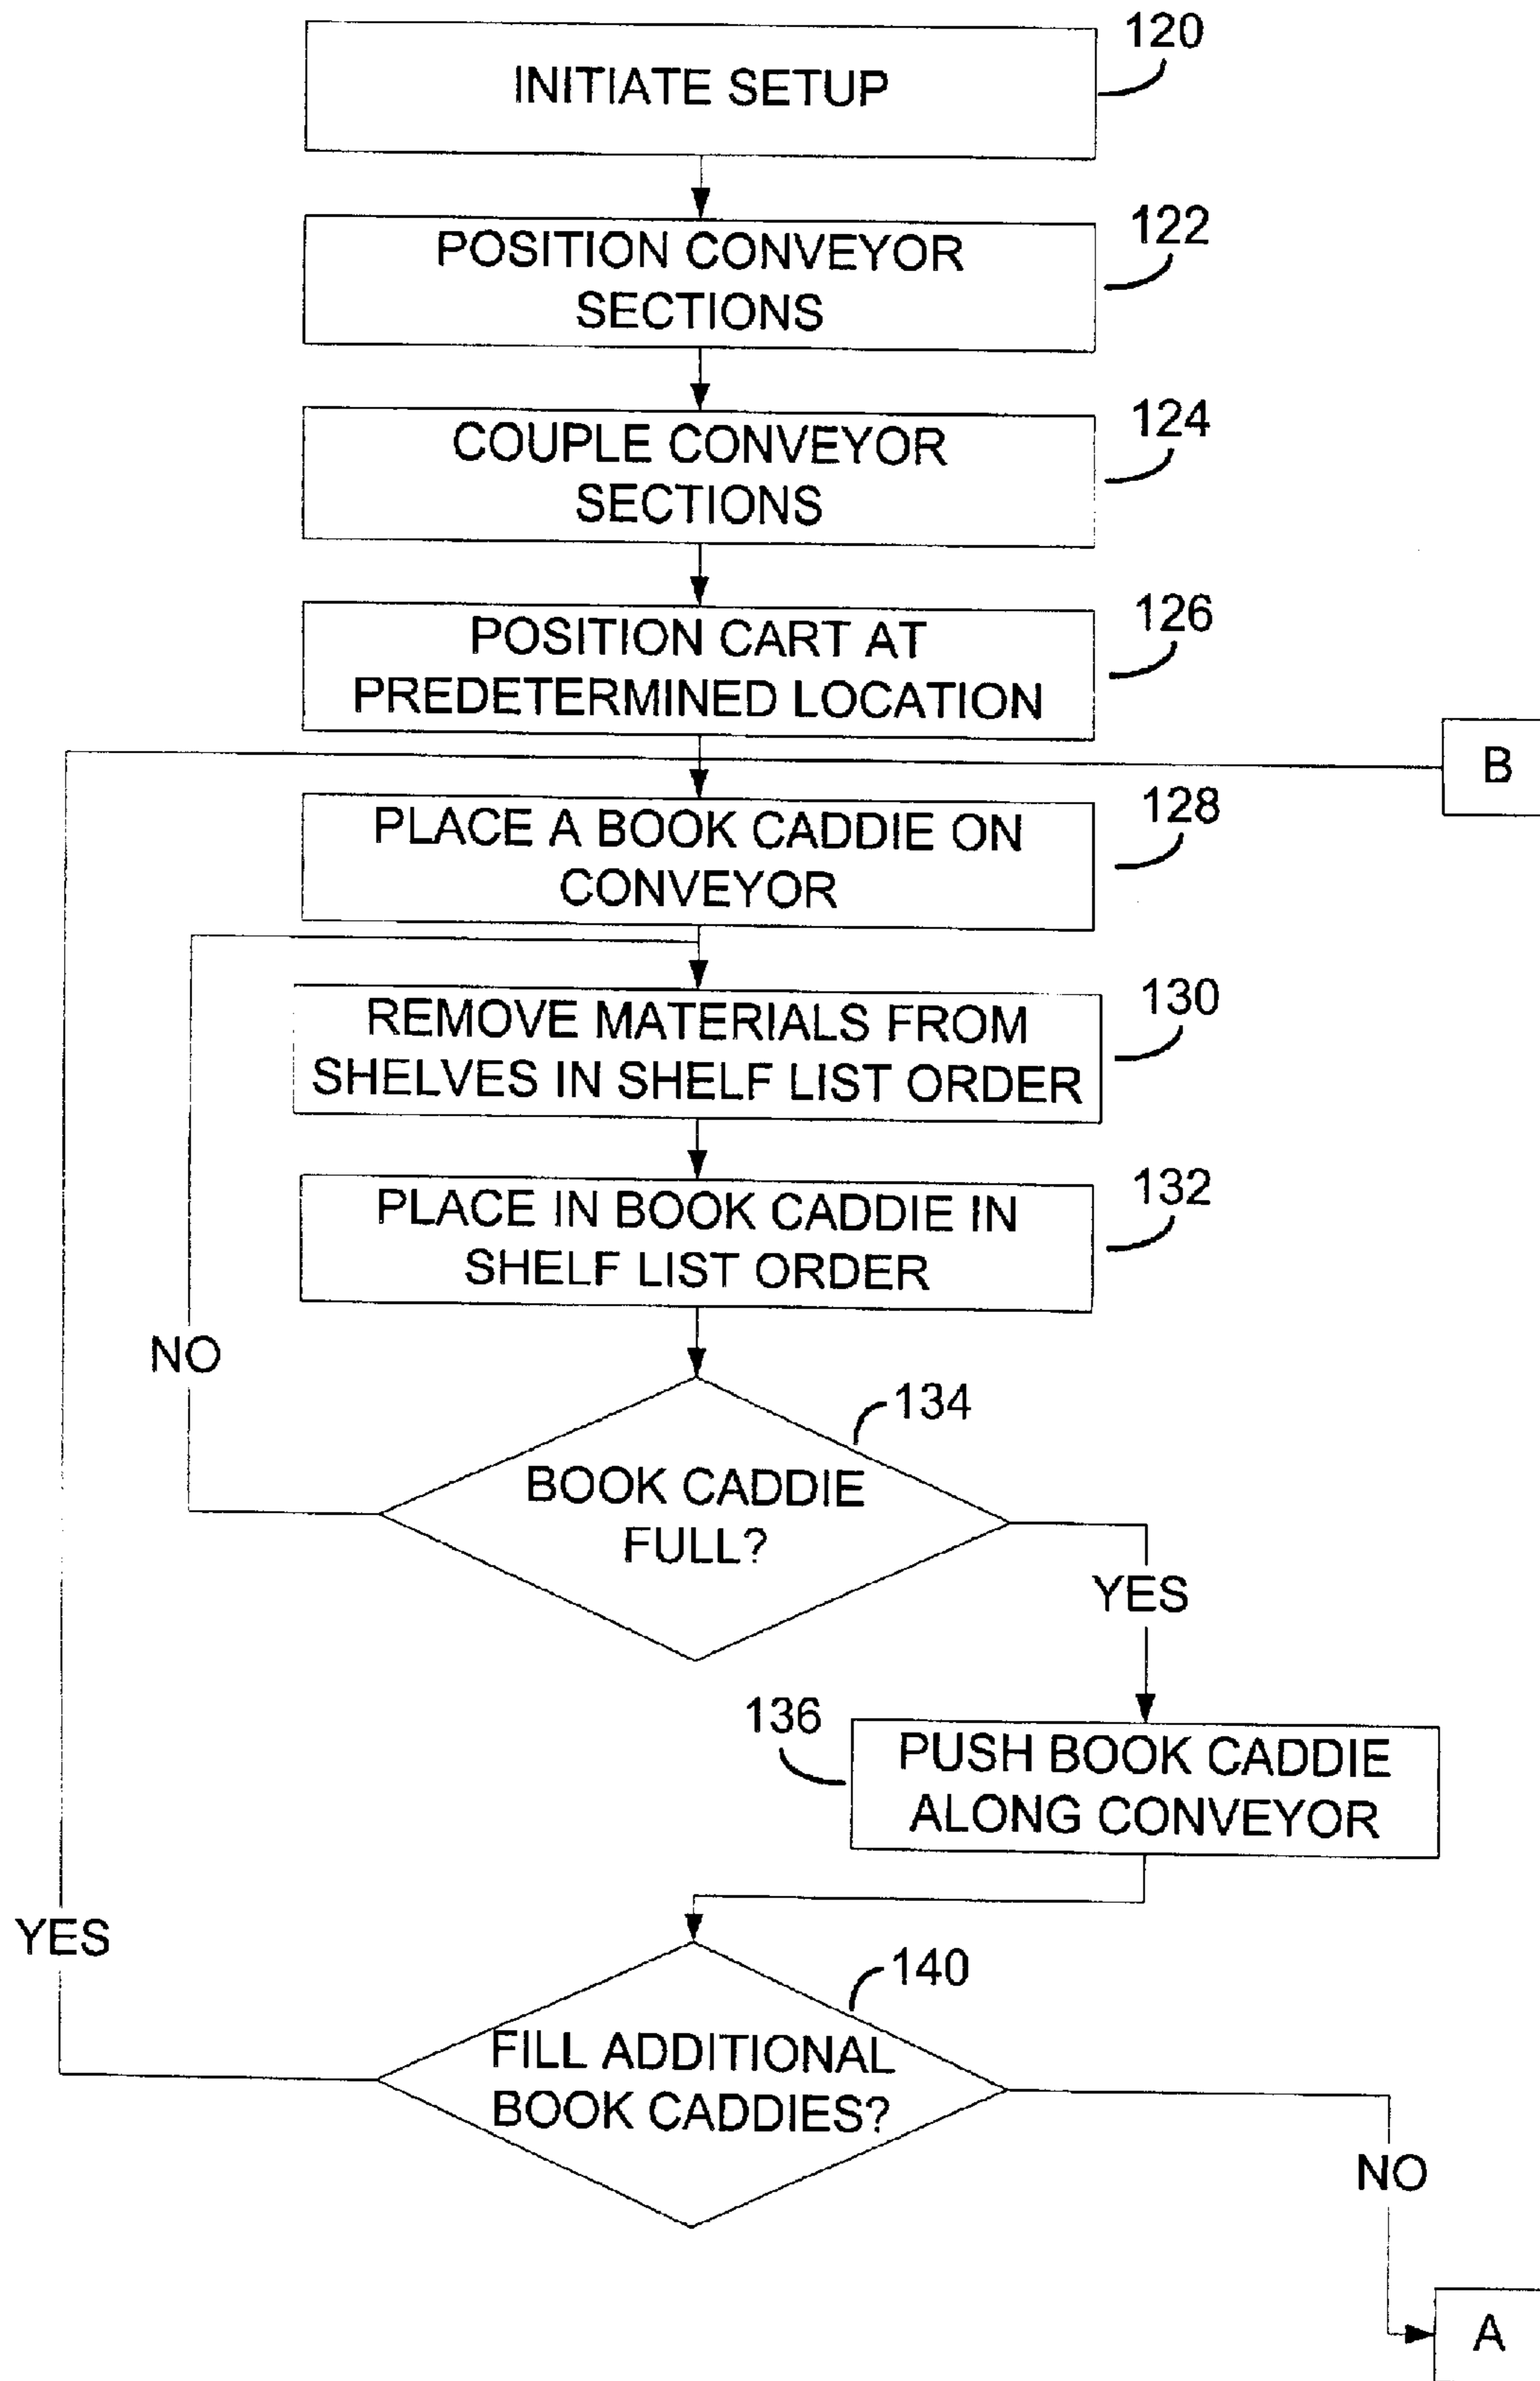 INITIATE SETUP
120
POSITION CONVEYOR
SECTIONS
122
COUPLE CONVEYOR
SECTIONS
124
POSITION CART AT
PREDETERMINED LOCATION
126
B
PLACE A BOOK CADDIE ON
CONVEYOR
128
REMOVE MATERIALS FROM
SHELVES IN SHELF LIST ORDER
130
PLACE IN BOOK CADDIE IN
SHELF LIST ORDER
132
NO
134
BOOK CADDIE
FULL?
YES
136
PUSH BOOK CADDIE
ALONG CONVEYOR
YES
140
FILL ADDITIONAL
BOOK CADDIES?
NO
A